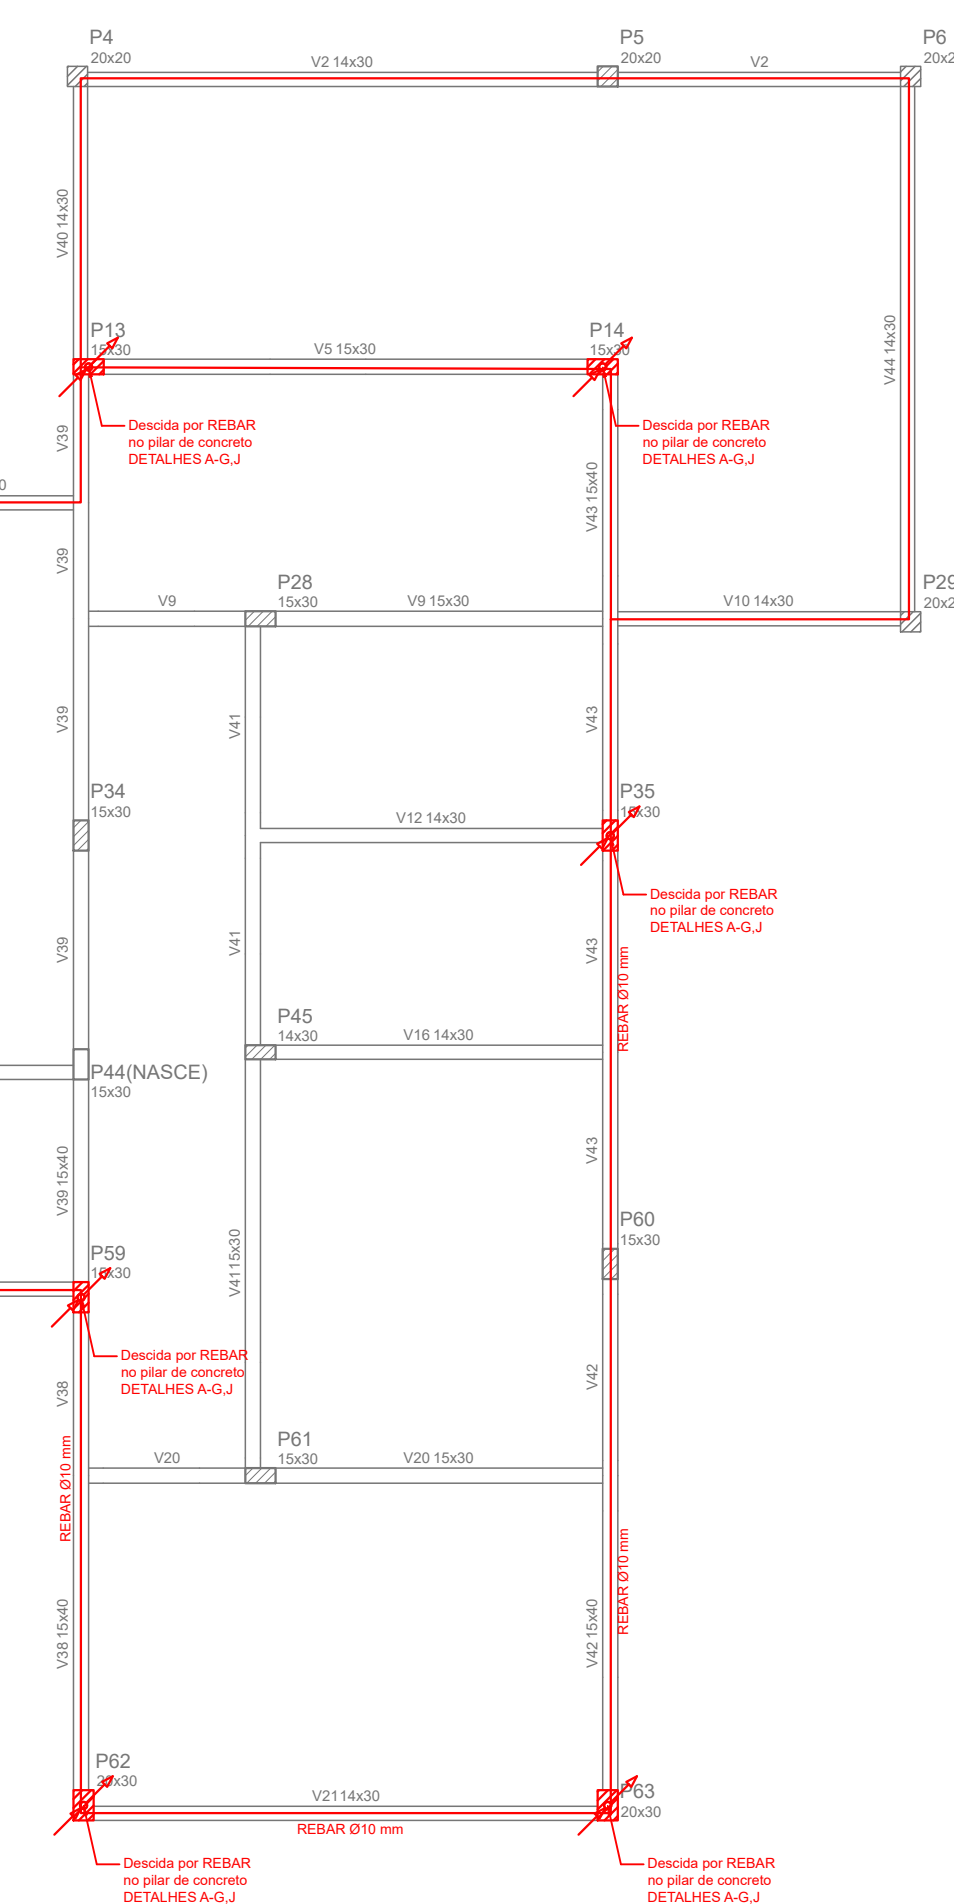 P4
20x20
V2 14x30
P5
20x20
V2
P6
V40 14x30
P13
15x30
V5 15x30
P14
15x30
V44 14x30
Descida por REBAR
no pilar de concreto
DETALHES A-G,J
Descida por REBAR
no pilar de concreto
DETALHES A-G,J
V39
0
V43 15x40
V39
P28
15x30
V9
V9 15x30
V10 14x30
P29
V39
V41
V43
P34
15x30
V12 14x30
P35
15x30
Descida por REBAR
no pilar de concreto
DETALHES A-G,J
V39
V41
V43
REBAR Ø10 mm
P45
14x30
V16 14x30
P44(NASCE)
15x30
V39 15x40
V43
P60
15x30
P59
15x30
V41 15x30
Descida por REBAR
no pilar de concreto
DETALHES A-G,J
V38
V42
REBAR Ø10 mm
P61
15x30
V20
V20 15x30
REBAR Ø10 mm
V38 15x40
V42 15x40
P62
20x30
V21 14x30
REBAR Ø10 mm
P63
20x30
Descida por REBAR
no pilar de concreto
DETALHES A-G,J
Descida por REBAR
no pilar de concreto
DETALHES A-G,J